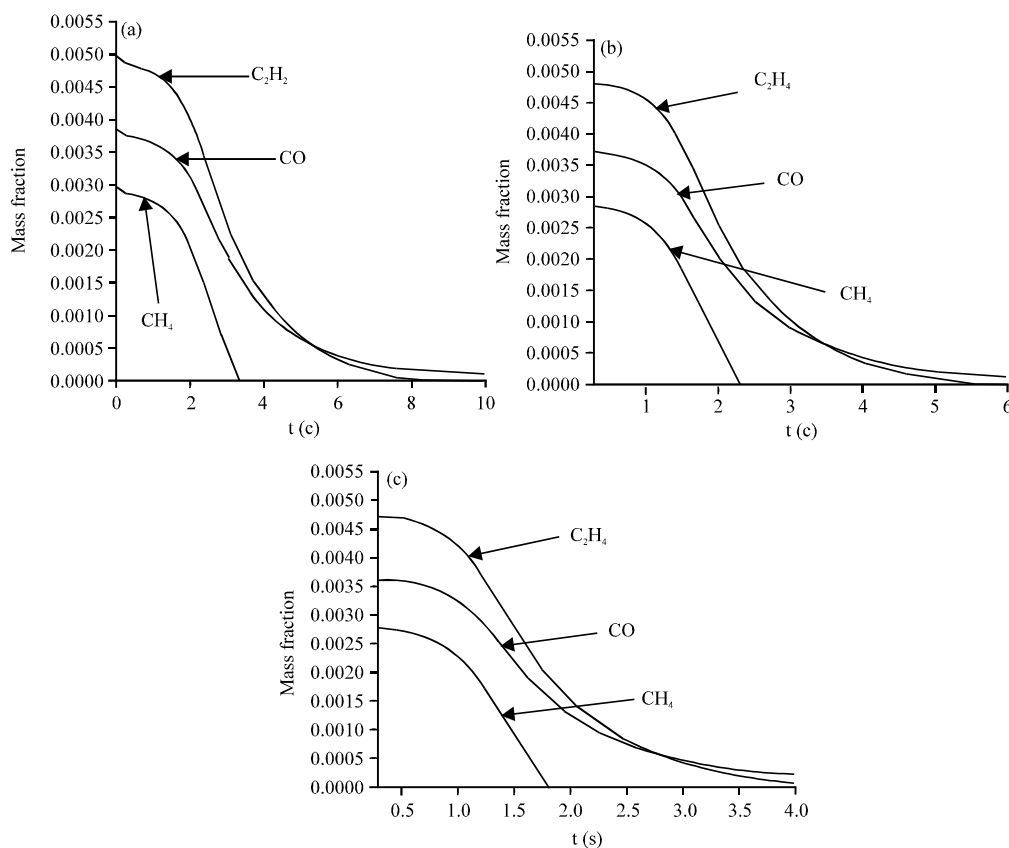 (a)
0.0055
0.0050
0.0045
0.0040
0.0035
0.0030
0.0025
0.0020
0.0015
0.0010
0.0005
0.0000
Mass fraction
C₂H₂
CO
CH₄
0 2 4 6 8 10
t (c)
(b)
0.0055
0.0050
0.0045
0.0040
0.0035
0.0030
0.0025
0.0020
0.0015
0.0010
0.0005
0.0000
Mass fraction
C₂H₄
CO
CH₄
1 2 3 4 5 6
t (c)
(c)
0.0055
0.0050
0.0045
0.0040
0.0035
0.0030
0.0025
0.0020
0.0015
0.0010
0.0005
0.0000
Mass fraction
C₂H₄
CO
CH₄
0.5 1.0 1.5 2.0 2.5 3.0 3.5 4.0
t (s)